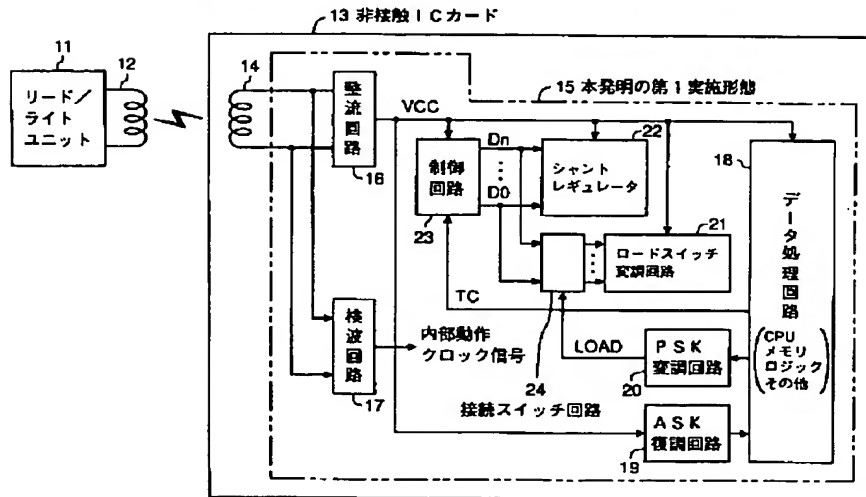 13 非接触ＩＣカード
11
リード／
ライト
ユニット
12
14
整流回路
16
VCC
15 本発明の第１実施形態
制御
回路
23
Dn
D0
22
シャント
レギュレータ
21
ロードスイッチ
変調回路
18
データ処理回路
(CPU
メモリ
ロジック
その他)
TC
LOAD
24
接続スイッチ回路
ＰＳＫ
変調回路
20
ＡＳＫ
復調回路
19
検波回路
17
内部動作
クロック信号